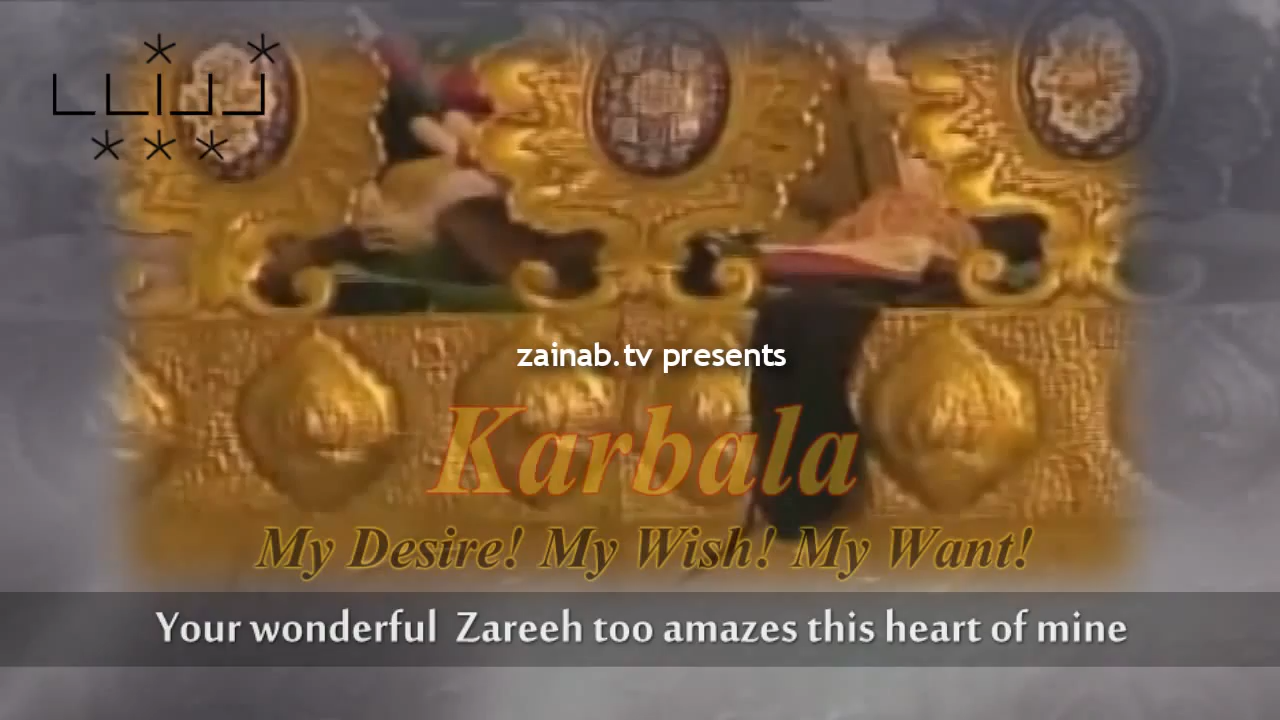 zainab.tv presents
Karbala
My Desire! My Wish! My Want!
Your wonderful Zareeh too amazes this heart of mine